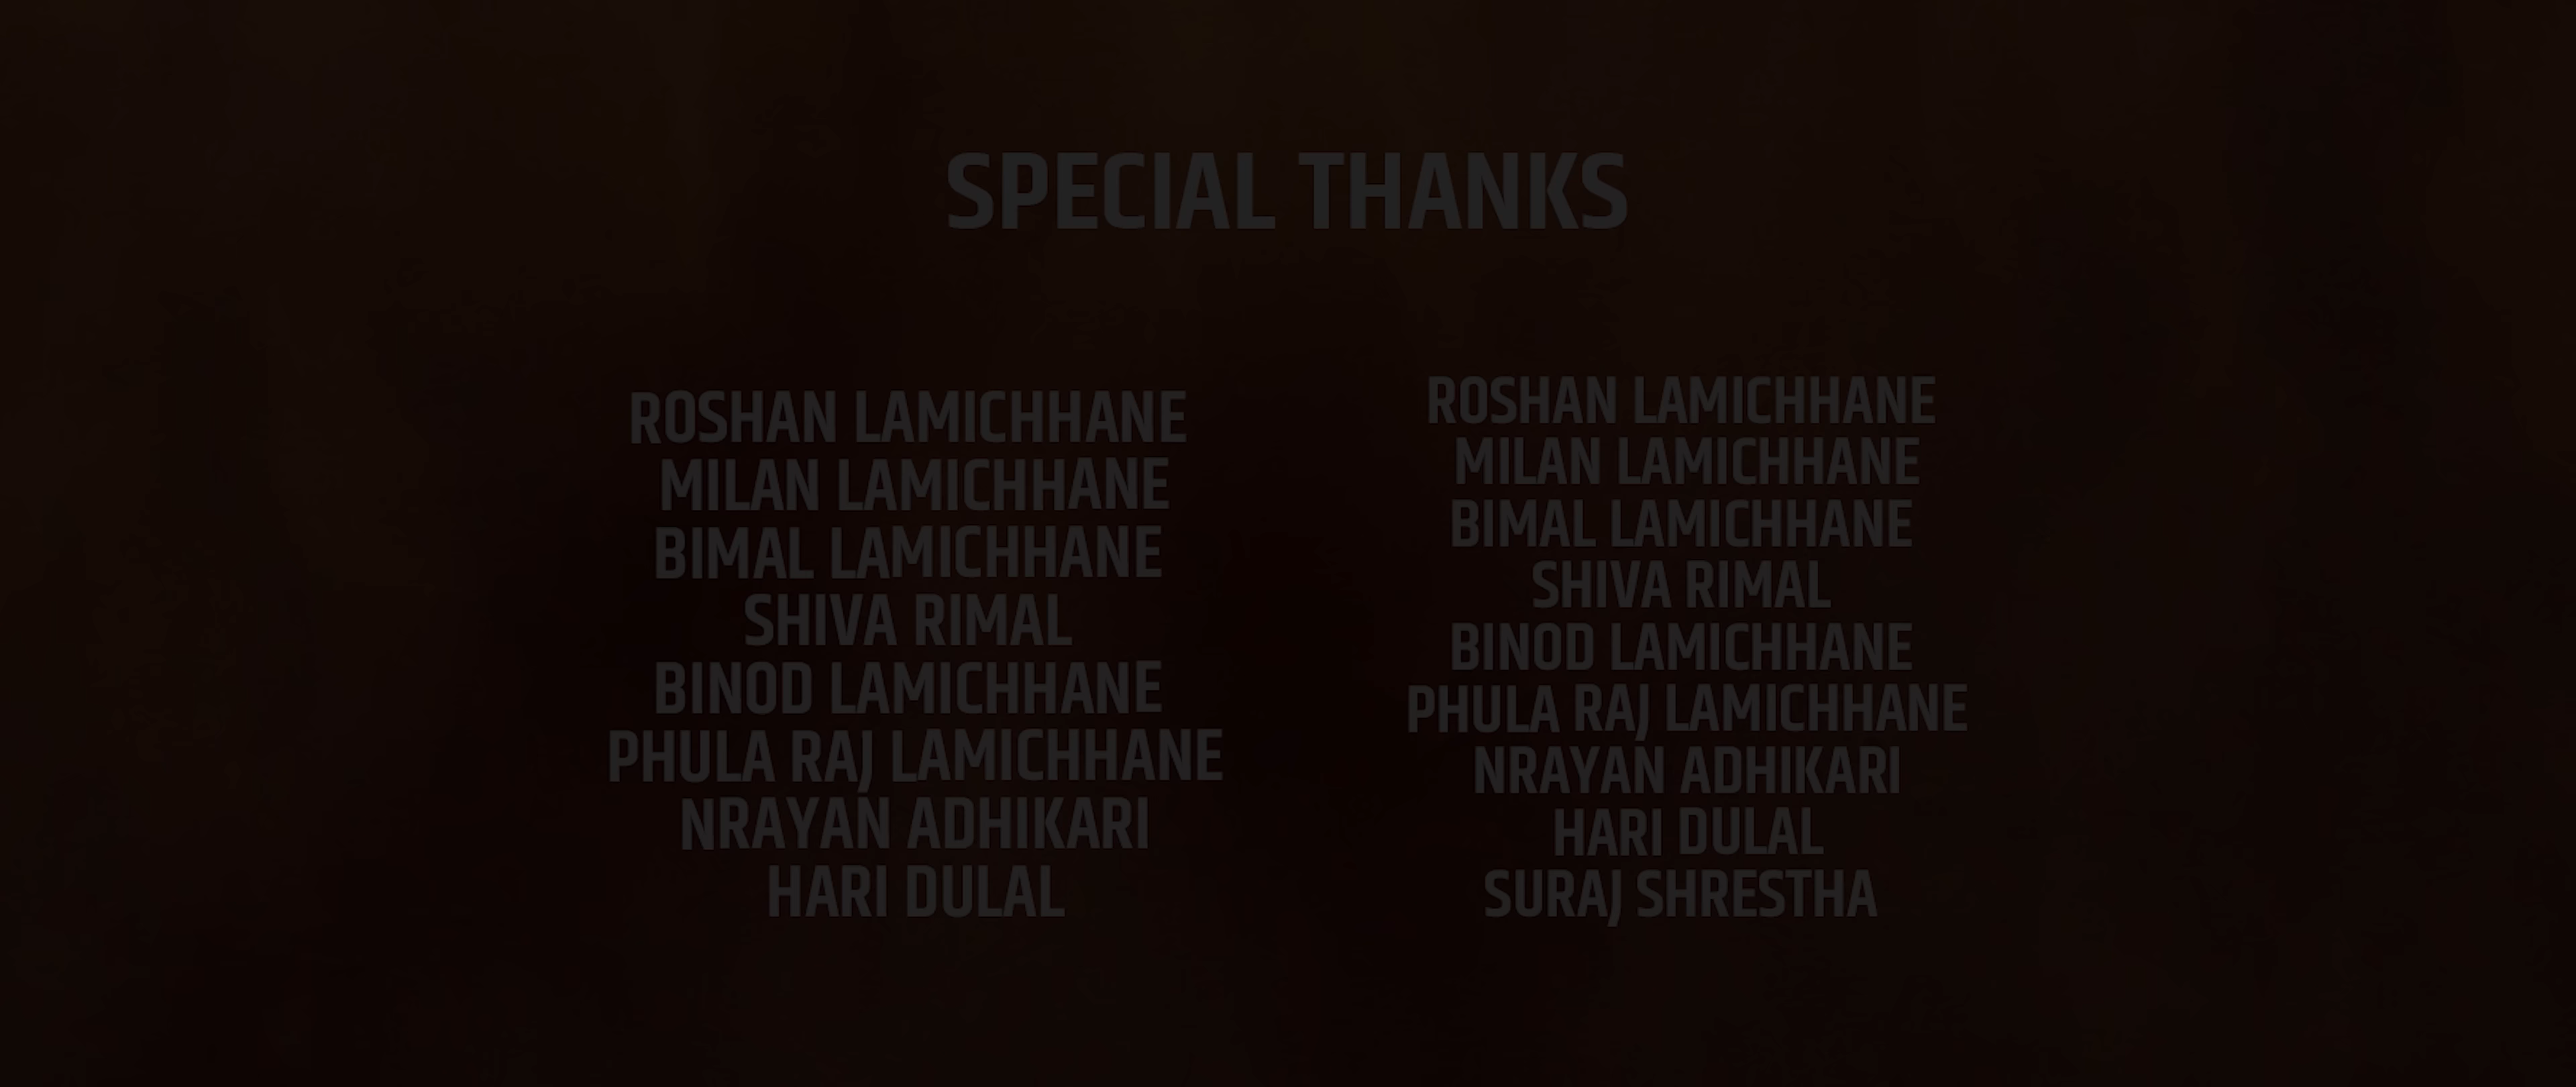 SPECIAL THANKS
ROSHAN LAMICHHANE
MILAN LAMICHHANE
BIMAL LAMICHHANE
SHIVA RIMAL
BINOD LAMICHHANE
PHULA RAJ LAMICHHANE
NRAYAN ADHIKARI
HARI DULAL
ROSHAN LAMICHHANE
MILAN LAMICHHANE
BIMAL LAMICHHANE
SHIVA RIMAL
BINOD LAMICHHANE
PHULA RAJ LAMICHHANE
NRAYAN ADHIKARI
HARI DULAL
SURAJ SHRESTHA